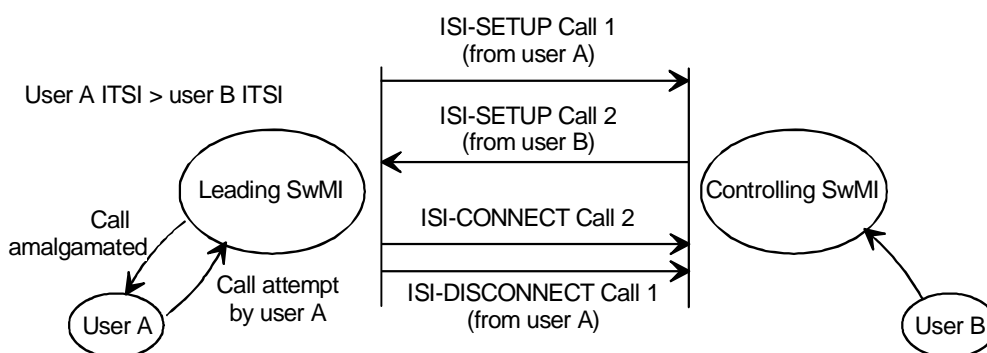 ISI-SETUP Call 1
(from user A)
User A ITSI > user B ITSI
ISI-SETUP Call 2
(from user B)
Leading SwMI
Controlling SwMI
Call
amalgamated
ISI-CONNECT Call 2
Call attempt
by user A
ISI-DISCONNECT Call 1
(from user A)
User A
User B